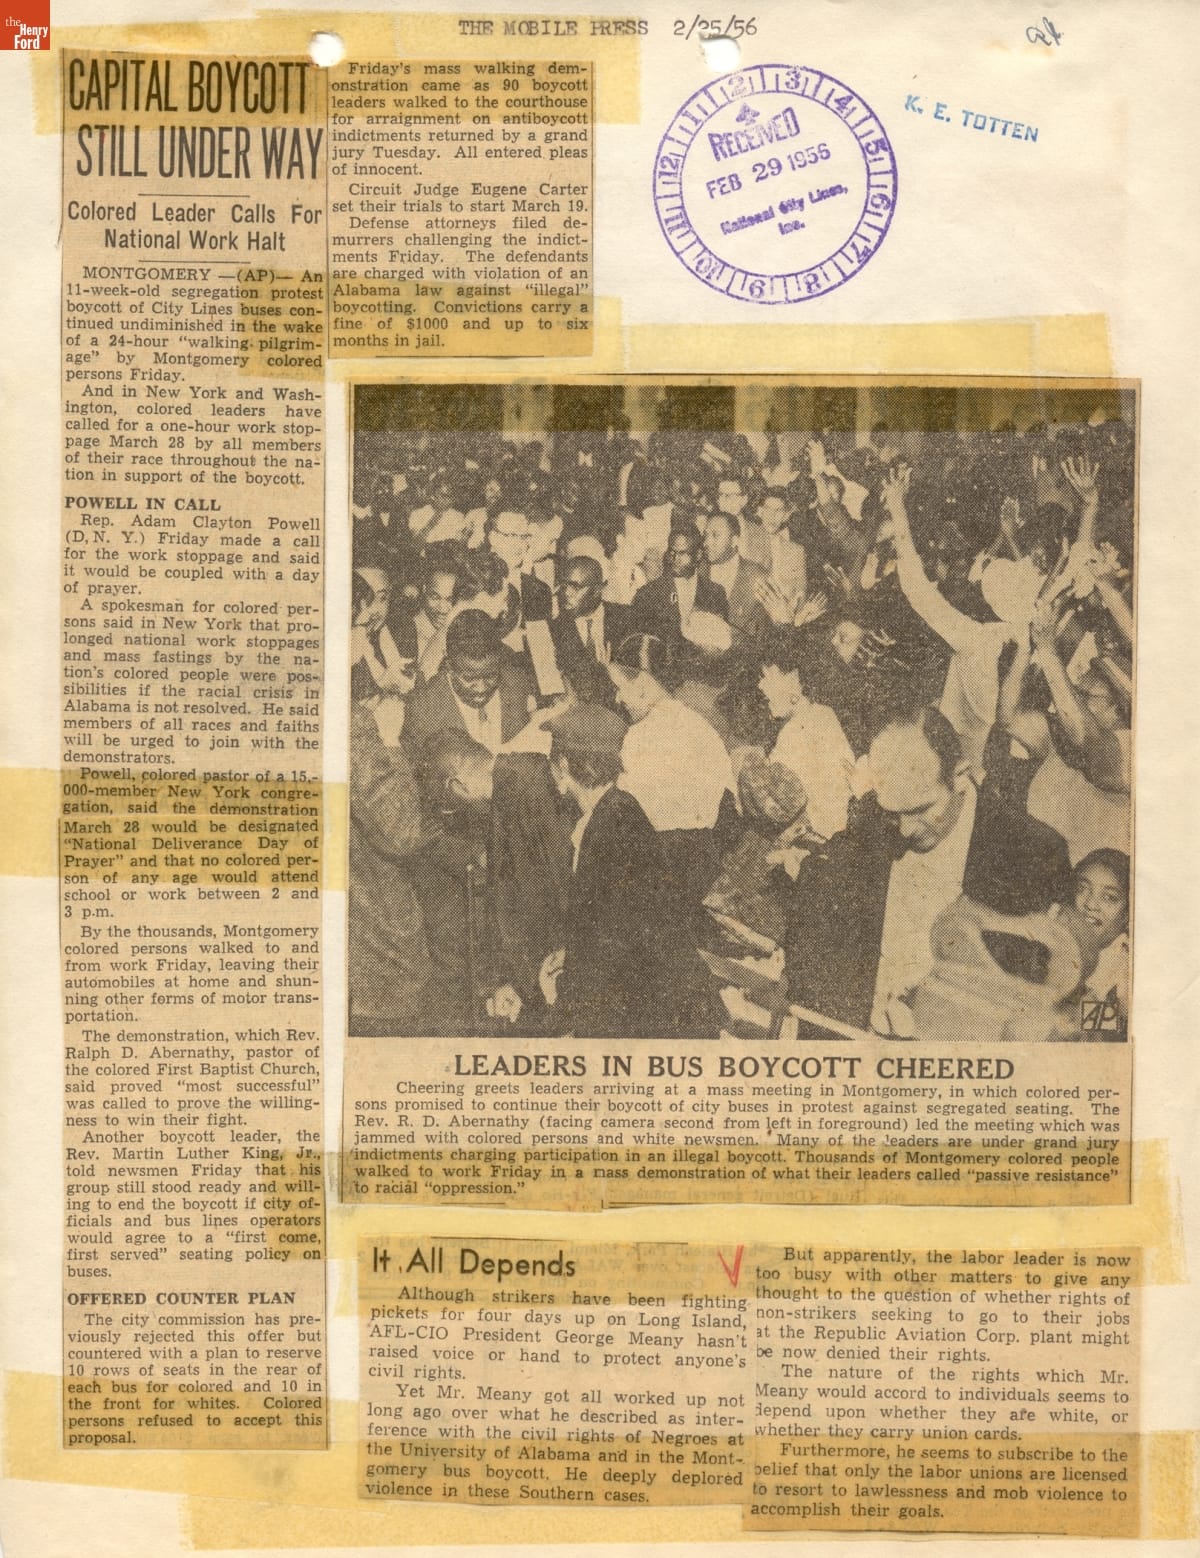 the
Henry
Ford
THE MOBILE PRESS 2/25/56
CAPITAL BOYCOTT
STILL UNDER WAY
Colored Leader Calls For
National Work Halt
MONTGOMERY —(AP)— An
11-week-old segregation protest
boycott of City Lines buses con-
tinued undiminished in the wake
of a 24-hour "walking pilgrim-
age" by Montgomery colored
persons Friday.
And in New York and Wash-
ington, colored leaders have
called for a one-hour work stop-
page March 28 by all members
of their race throughout the na-
tion in support of the boycott.
POWELL IN CALL
Rep. Adam Clayton Powell
(D, N. Y.) Friday made a call
for the work stoppage and said
it would be coupled with a day
of prayer.
A spokesman for colored per-
sons said in New York that pro-
longed national work stoppages
and mass fastings by the na-
tion's colored people were pos-
sibilities if the racial crisis in
Alabama is not resolved. He said
members of all races and faiths
will be urged to join with the
demonstrators.
Powell, colored pastor of a 15,-
000-member New York congre-
gation, said the demonstration
March 28 would be designated
"National Deliverance Day of
Prayer" and that no colored per-
son of any age would attend
school or work between 2 and
3 p.m.
By the thousands, Montgomery
colored persons walked to and
from work Friday, leaving their
automobiles at home and shun-
ning other forms of motor trans-
portation.
The demonstration, which Rev.
Ralph D. Abernathy, pastor of
the colored First Baptist Church,
said proved "most successful"
was called to prove the willing-
ness to win their fight.
Another boycott leader, the
Rev. Martin Luther King, Jr.,
told newsmen Friday that his
group still stood ready and will-
ing to end the boycott if city of-
ficials and bus lines operators
would agree to a "first come,
first served" seating policy on
buses.
OFFERED COUNTER PLAN
The city commission has pre-
viously rejected this offer but
countered with a plan to reserve
10 rows of seats in the rear of
each bus for colored and 10 in
the front for whites. Colored
persons refused to accept this
proposal.
Friday's mass walking dem-
onstration came as 90 boycott
leaders walked to the courthouse
for arraignment on antiboycott
indictments returned by a grand
jury Tuesday. All entered pleas
of innocent.
Circuit Judge Eugene Carter
set their trials to start March 19.
Defense attorneys filed de-
murrers challenging the indict-
ments Friday. The defendants
are charged with violation of an
Alabama law against "illegal"
boycotting. Convictions carry a
fine of $1000 and up to six
months in jail.
1 2 3 4 5 6 7 8 9 10 11 12
RECEIVED
FEB 29 1956
National City Lines,
Inc.
K. E. TOTTEN
AP
LEADERS IN BUS BOYCOTT CHEERED
Cheering greets leaders arriving at a mass meeting in Montgomery, in which colored per-
sons promised to continue their boycott of city buses in protest against segregated seating. The
Rev. R. D. Abernathy (facing camera second from left in foreground) led the meeting which was
jammed with colored persons and white newsmen. Many of the leaders are under grand jury
indictments charging participation in an illegal boycott. Thousands of Montgomery colored people
walked to work Friday in a mass demonstration of what their leaders called "passive resistance"
to racial "oppression."
It All Depends
Although strikers have been fighting
pickets for four days up on Long Island,
AFL-CIO President George Meany hasn't
raised voice or hand to protect anyone's
civil rights.
Yet Mr. Meany got all worked up not
long ago over what he described as inter-
ference with the civil rights of Negroes at
the University of Alabama and in the Mont-
gomery bus boycott. He deeply deplored
violence in these Southern cases.
But apparently, the labor leader is now
too busy with other matters to give any
thought to the question of whether rights of
non-strikers seeking to go to their jobs
at the Republic Aviation Corp. plant might
be now denied their rights.
The nature of the rights which Mr.
Meany would accord to individuals seems to
depend upon whether they are white, or
whether they carry union cards.
Furthermore, he seems to subscribe to the
belief that only the labor unions are licensed
to resort to lawlessness and mob violence to
accomplish their goals.